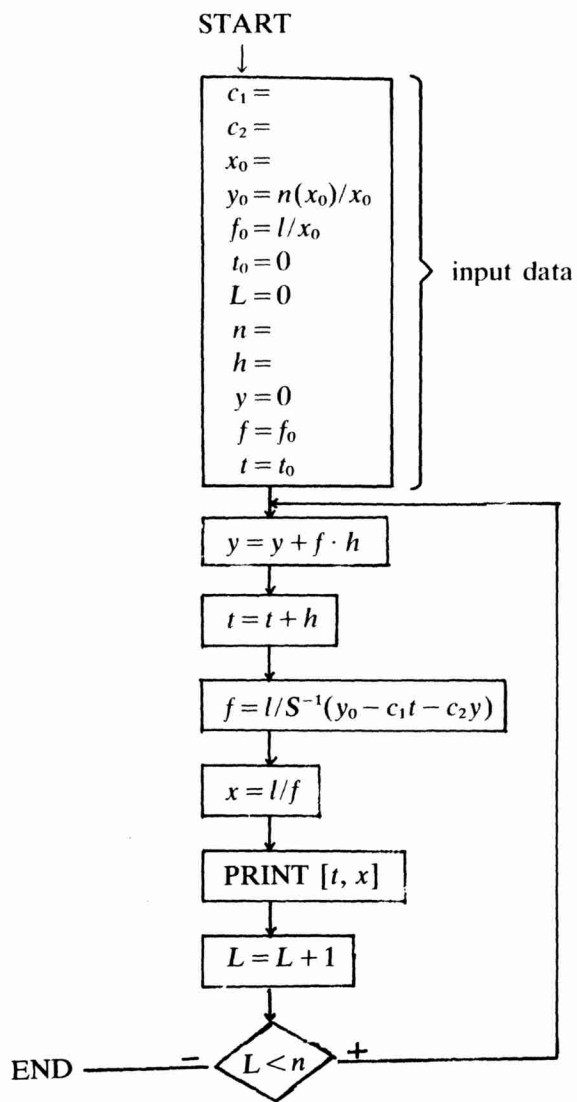 START
c₁ =
c₂ =
x₀ =
y₀ = n(x₀)/x₀
f₀ = l/x₀
t₀ = 0
L = 0
n =
h =
y = 0
f = f₀
t = t₀
input data
y = y + f · h
t = t + h
f = l/S⁻¹(y₀ − c₁t − c₂y)
x = l/f
PRINT [t, x]
L = L + 1
END − L < n +